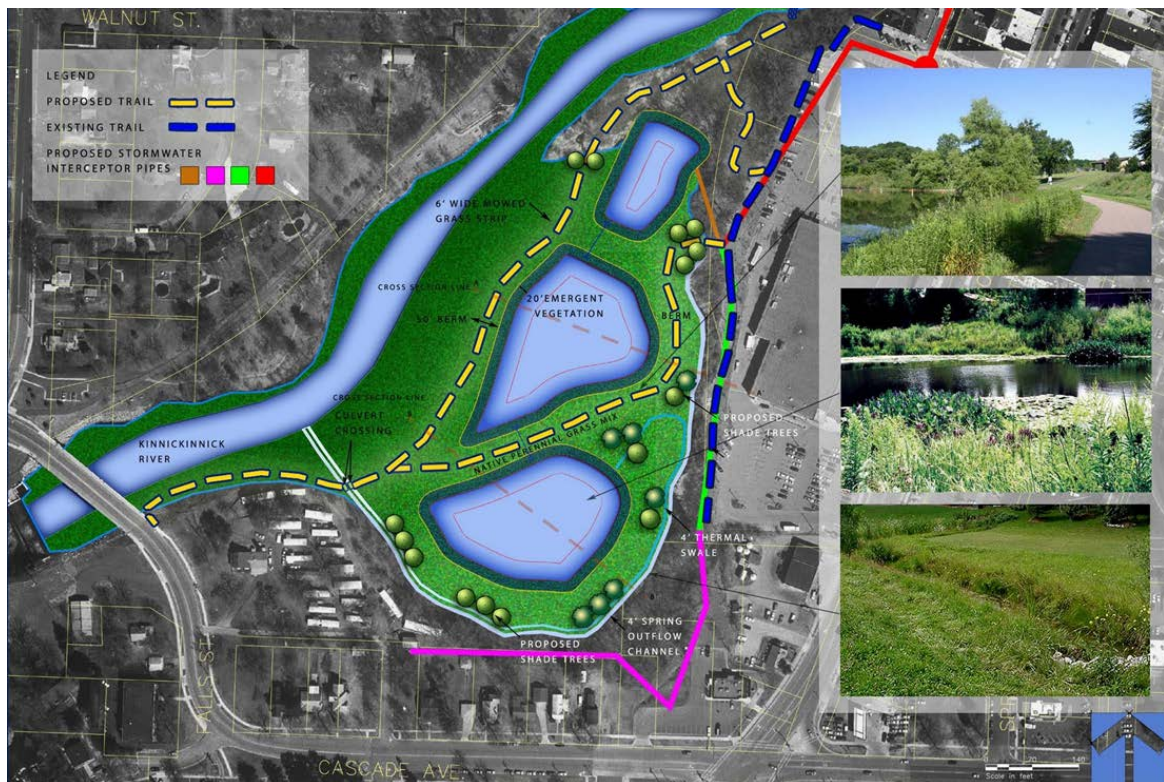 WALNUT ST.
LEGEND
PROPOSED TRAIL
EXISTING TRAIL
PROPOSED STORMWATER
INTERCEPTOR PIPES
6' WIDE MOWED
GRASS STRIP
CROSS SECTION LINE
20' EMERGENT
VEGETATION
BERM
BERM
CROSS SECTION LINE
CULVERT
CROSSING
PROPOSED
SHADE TREES
NATIVE PERENNIAL GRASS MIX
KINNICKINNICK
RIVER
4' THERMAL
SWALE
4' SPRING
OUTFLOW
CHANNEL
PROPOSED
SHADE TREES
CASCADE AVE
Scale in feet